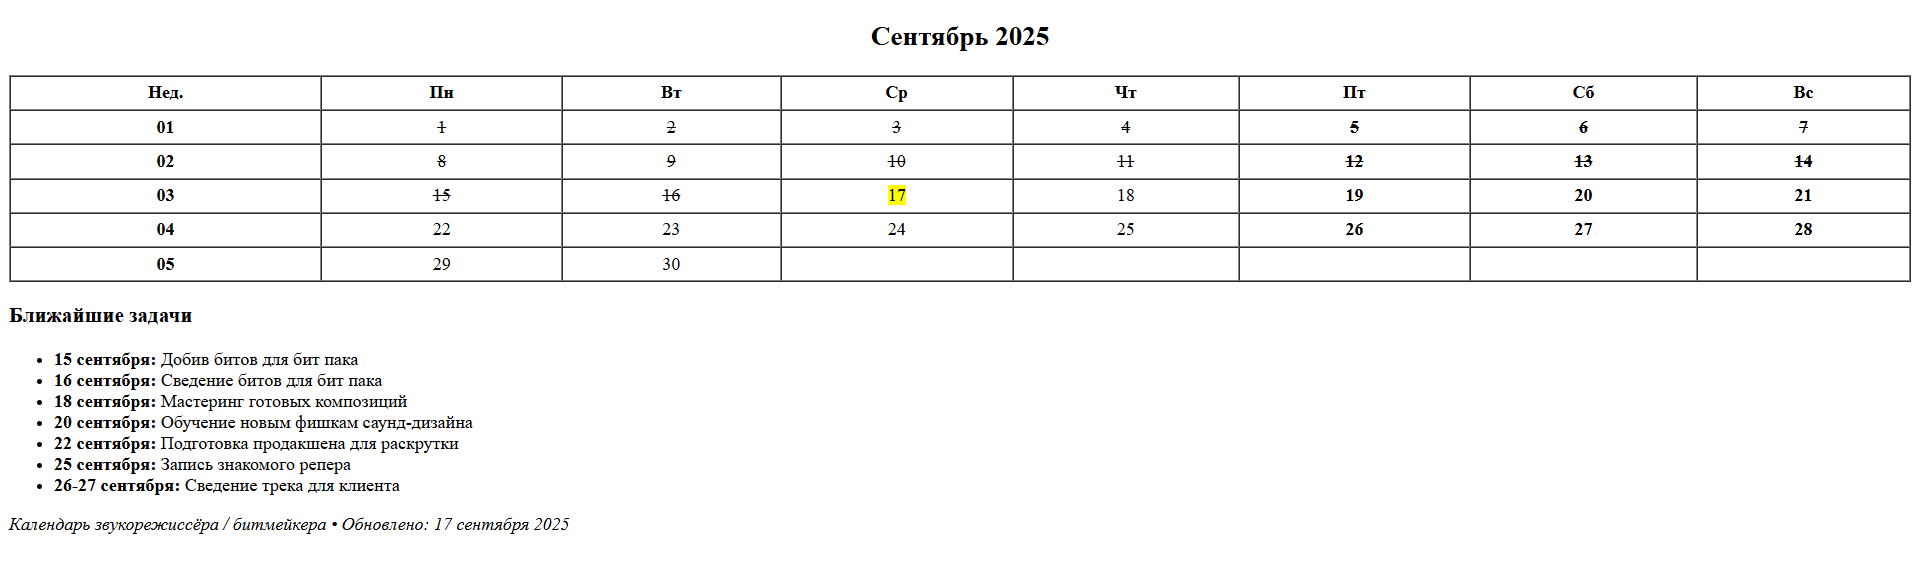 Сентябрь 2025
Нед. Пн Вт Ср Чт Пт Сб Вс
01 1 2 3 4 5 6 7
02 8 9 10 11 12 13 14
03 15 16 17 18 19 20 21
04 22 23 24 25 26 27 28
05 29 30
Ближайшие задачи
• 15 сентября: Добив битов для бит пака
• 16 сентября: Сведение битов для бит пака
• 18 сентября: Мастеринг готовых композиций
• 20 сентября: Обучение новым фишкам саунд-дизайна
• 22 сентября: Подготовка продакшена для раскрутки
• 25 сентября: Запись знакомого репера
• 26-27 сентября: Сведение трека для клиента
Календарь звукорежиссёра / битмейкера • Обновлено: 17 сентября 2025